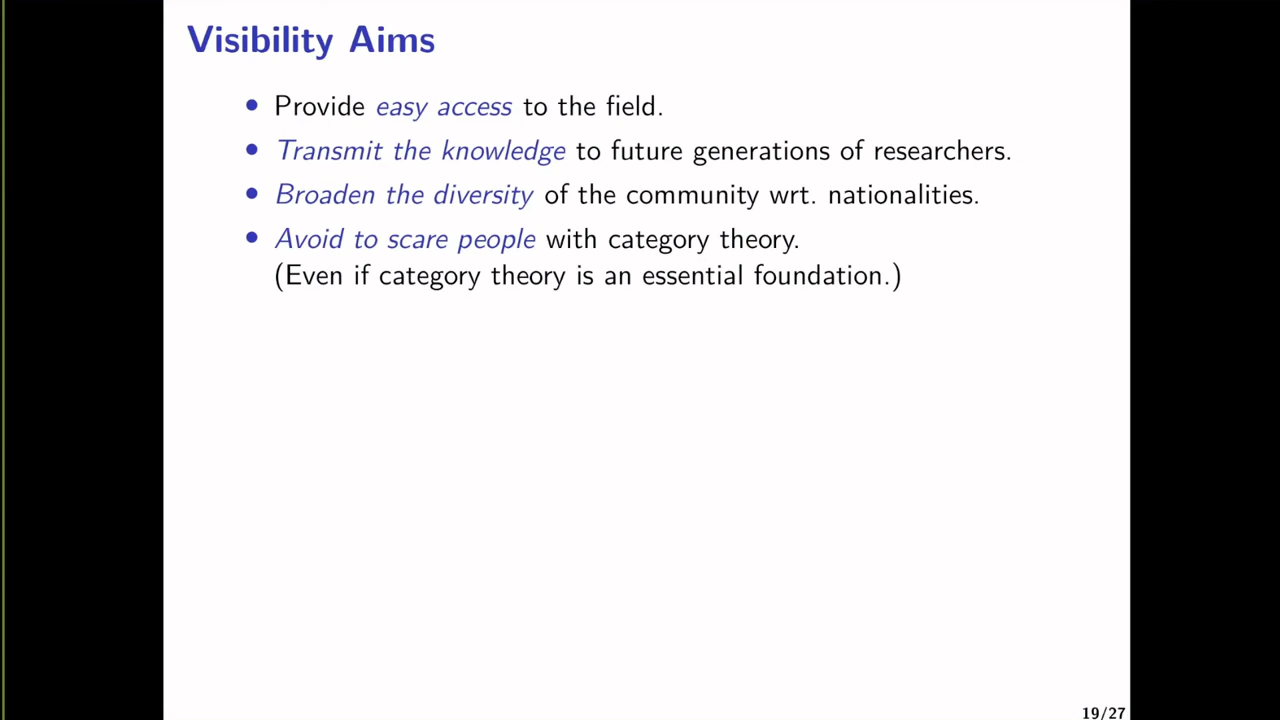 Visibility Aims
• Provide easy access to the field.
• Transmit the knowledge to future generations of researchers.
• Broaden the diversity of the community wrt. nationalities.
• Avoid to scare people with category theory.
(Even if category theory is an essential foundation.)
19/27